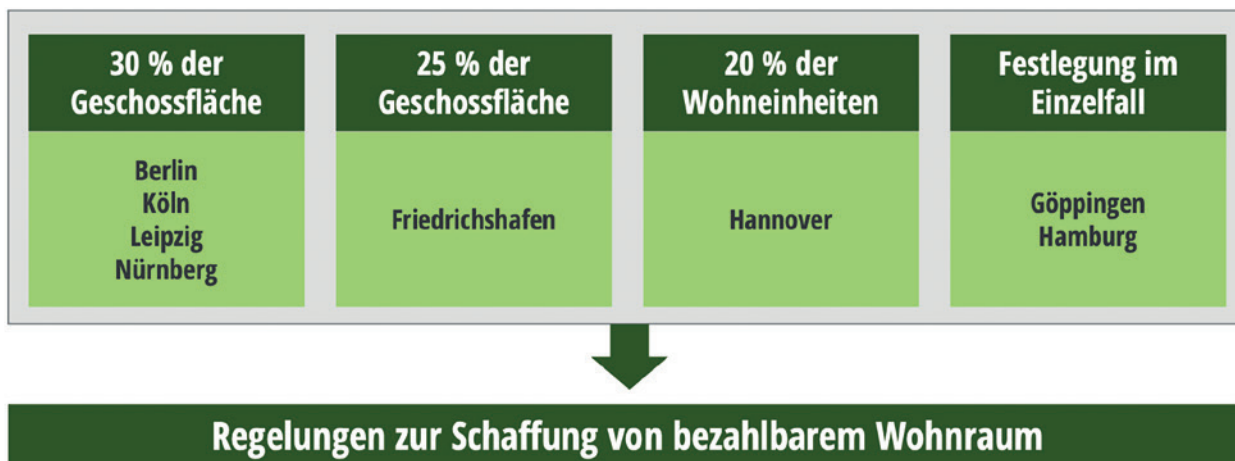 30 % der
Geschossfläche
Berlin
Köln
Leipzig
Nürnberg
25 % der
Geschossfläche
Friedrichshafen
20 % der
Wohneinheiten
Hannover
Festlegung im
Einzelfall
Göppingen
Hamburg
Regelungen zur Schaffung von bezahlbarem Wohnraum